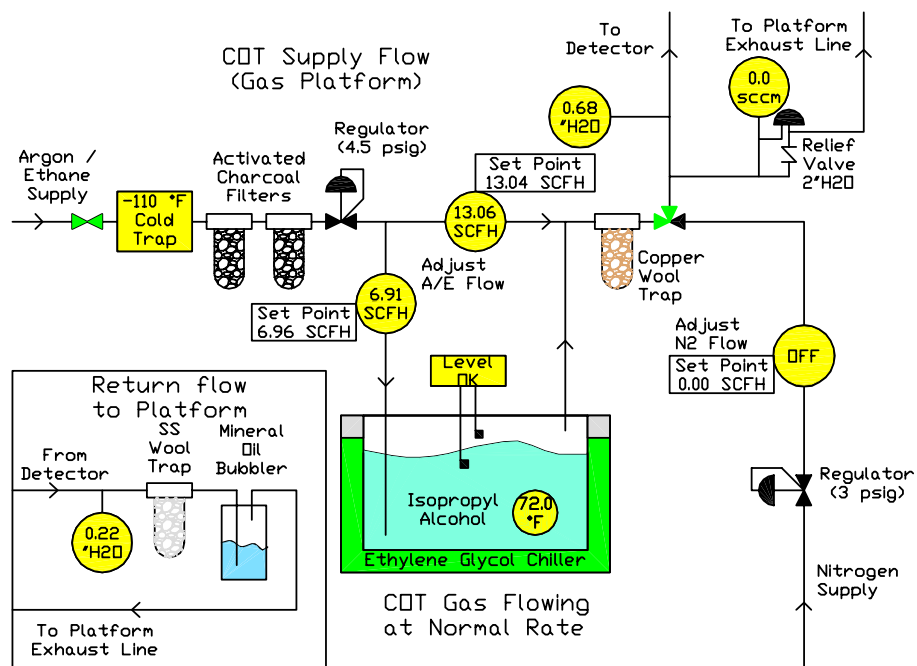 COT Supply Flow
(Gas Platform)
To
Detector
To Platform
Exhaust Line
0.0
sccm
0.68
"H2O
Relief
Valve
2"H2O
Regulator
(4.5 psig)
Set Point
13.04 SCFH
Argon /
Ethane
Supply
Activated
Charcoal
Filters
-110 °F
Cold
Trap
13.06
SCFH
Adjust
A/E Flow
Copper
Wool
Trap
6.91
SCFH
Set Point
6.96 SCFH
Adjust
N2 Flow
Set Point
0.00 SCFH
OFF
Level
OK
Return flow
to Platform
From
Detector
SS
Wool
Trap
Mineral
Oil
Bubbler
0.22
"H2O
To Platform
Exhaust Line
Isopropyl
Alcohol
72.0
°F
Ethylene Glycol Chiller
Regulator
(3 psig)
Nitrogen
Supply
COT Gas Flowing
at Normal Rate